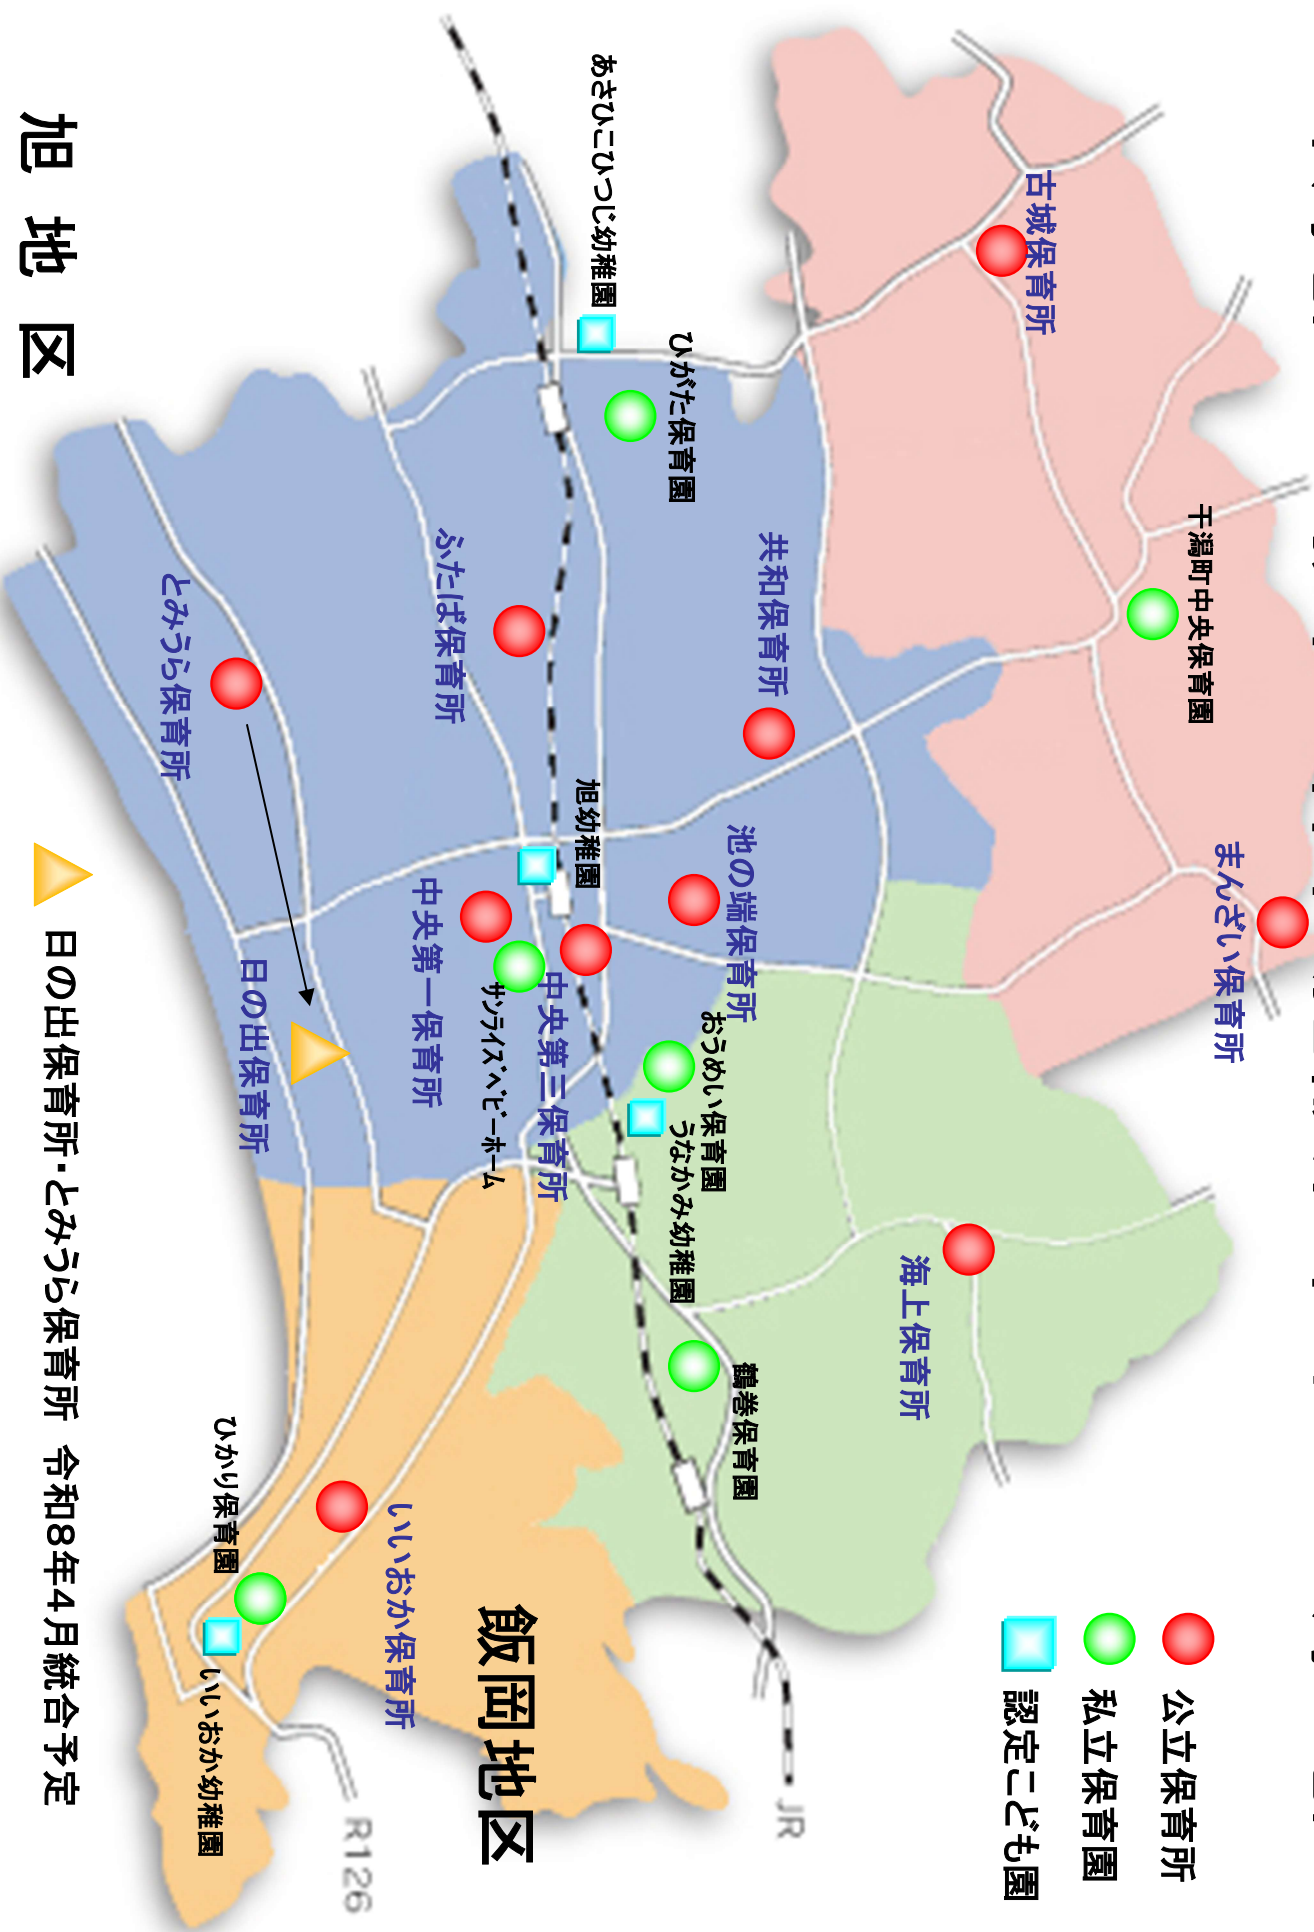 古城保育所
干潟町中央保育園
まんざい保育所
あさひこひつじ幼稚園
ひがた保育園
共和保育所
池の端保育所
ふたば保育所
旭幼稚園
とみうら保育所
中央第一保育所
中央第三保育所
サンライズベビーホーム
日の出保育所
おうめい保育園
うなかみ幼稚園
海上保育所
鶴巻保育園
いいおか保育所
ひかり保育園
いいおか幼稚園
公立保育所
私立保育園
認定こども園
飯岡地区
旭地区
JR
R126
日の出保育所・とみうら保育所 令和8年4月統合予定